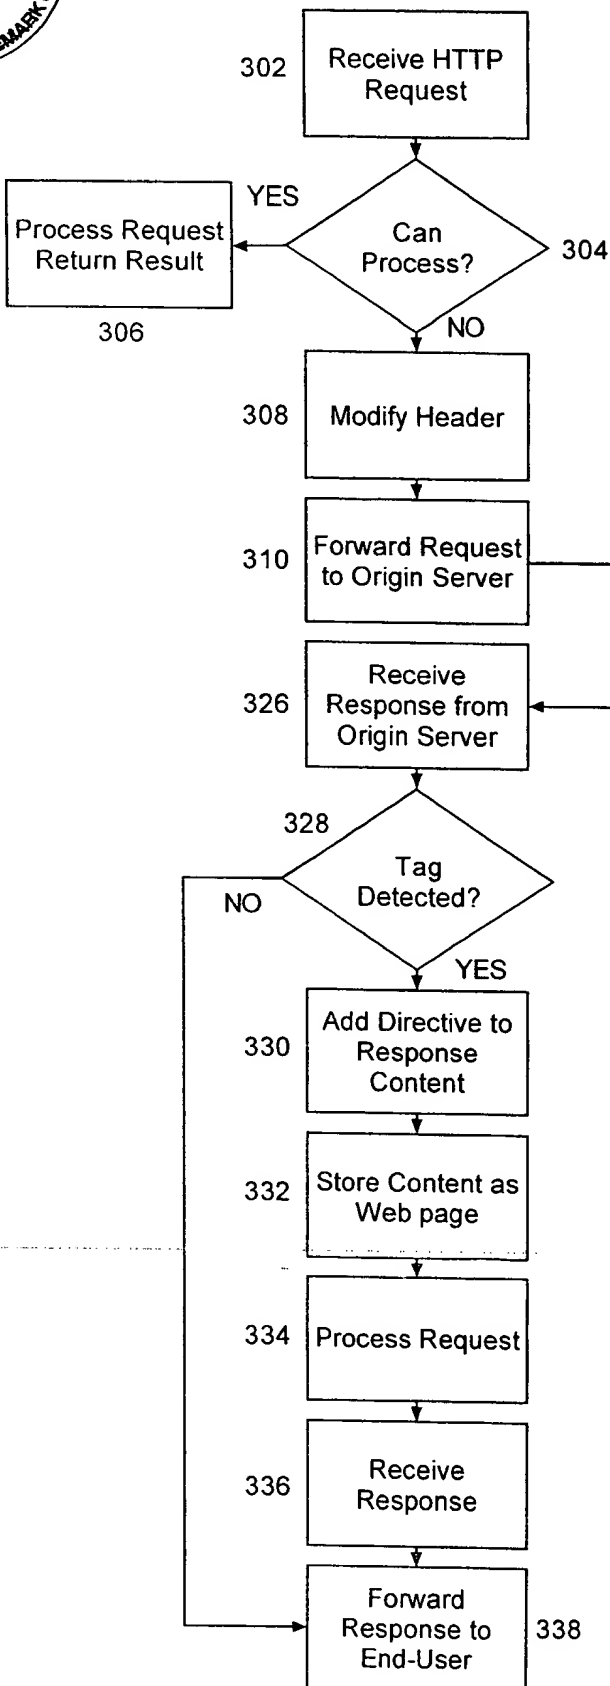 302
Receive HTTP
Request
YES
Process Request
Return Result
306
Can
Process?
304
NO
308
Modify Header
310
Forward Request
to Origin Server
326
Receive
Response from
Origin Server
328
Tag
Detected?
NO
YES
330
Add Directive to
Response
Content
332
Store Content as
Web page
334
Process Request
336
Receive
Response
Forward
Response to
End-User
338